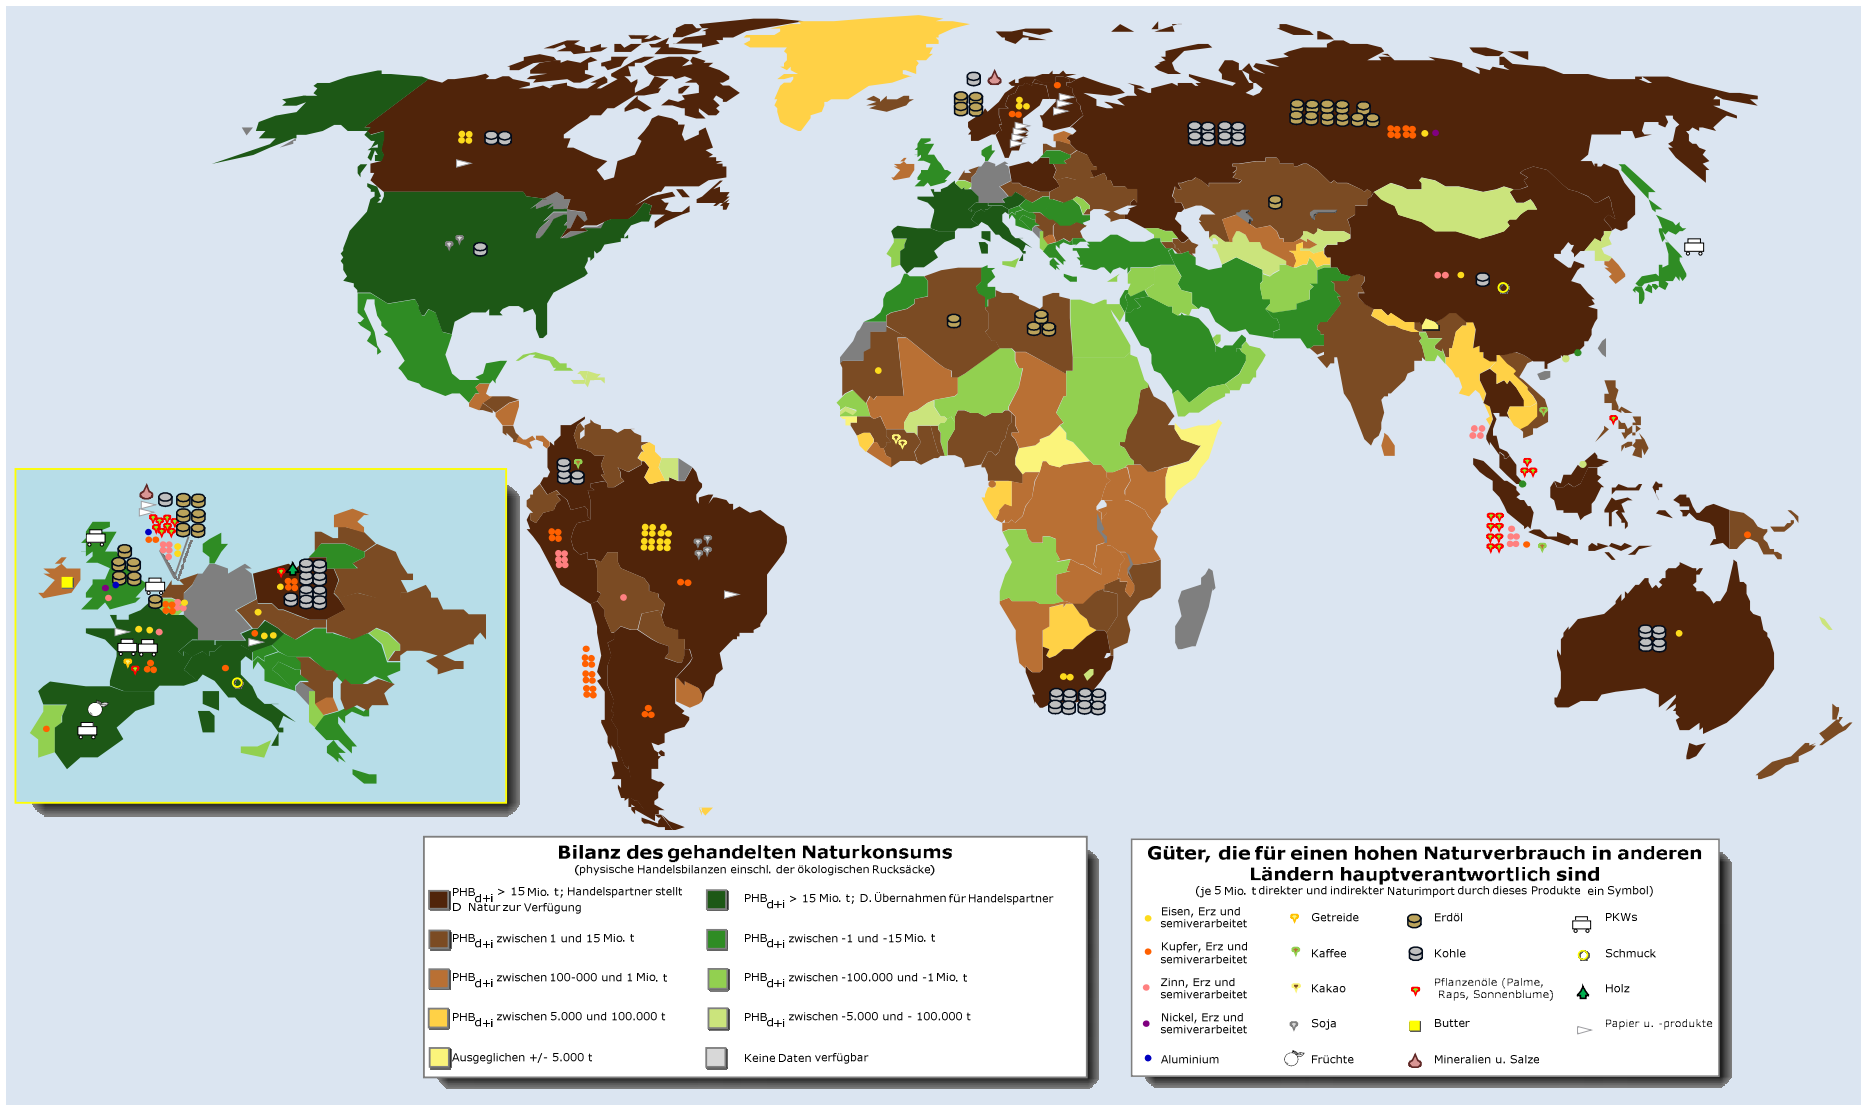 Bilanz des gehandelten Naturkonsums
(physische Handelsbilanzen einschl. der ökologischen Rucksäcke)
PHBd+i > 15 Mio. t; Handelspartner stellt
D Natur zur Verfügung
PHBd+i zwischen 1 und 15 Mio. t
PHBd+i zwischen 100-000 und 1 Mio. t
PHBd+i zwischen 5.000 und 100.000 t
Ausgeglichen +/- 5.000 t
PHBd+i > 15 Mio. t; D. Übernahmen für Handelspartner
PHBd+i zwischen -1 und -15 Mio. t
PHBd+i zwischen -100.000 und -1 Mio. t
PHBd+i zwischen -5.000 und - 100.000 t
Keine Daten verfügbar
Güter, die für einen hohen Naturverbrauch in anderen
Ländern hauptverantwortlich sind
(je 5 Mio. t direkter und indirekter Naturimport durch dieses Produkte ein Symbol)
Eisen, Erz und
semiverarbeitet
Kupfer, Erz und
semiverarbeitet
Zinn, Erz und
semiverarbeitet
Nickel, Erz und
semiverarbeitet
Aluminium
Getreide
Kaffee
Kakao
Soja
Früchte
Erdöl
Kohle
Pflanzenöle (Palme,
Raps, Sonnenblume)
Butter
Mineralien u. Salze
PKWs
Schmuck
Holz
Papier u. -produkte